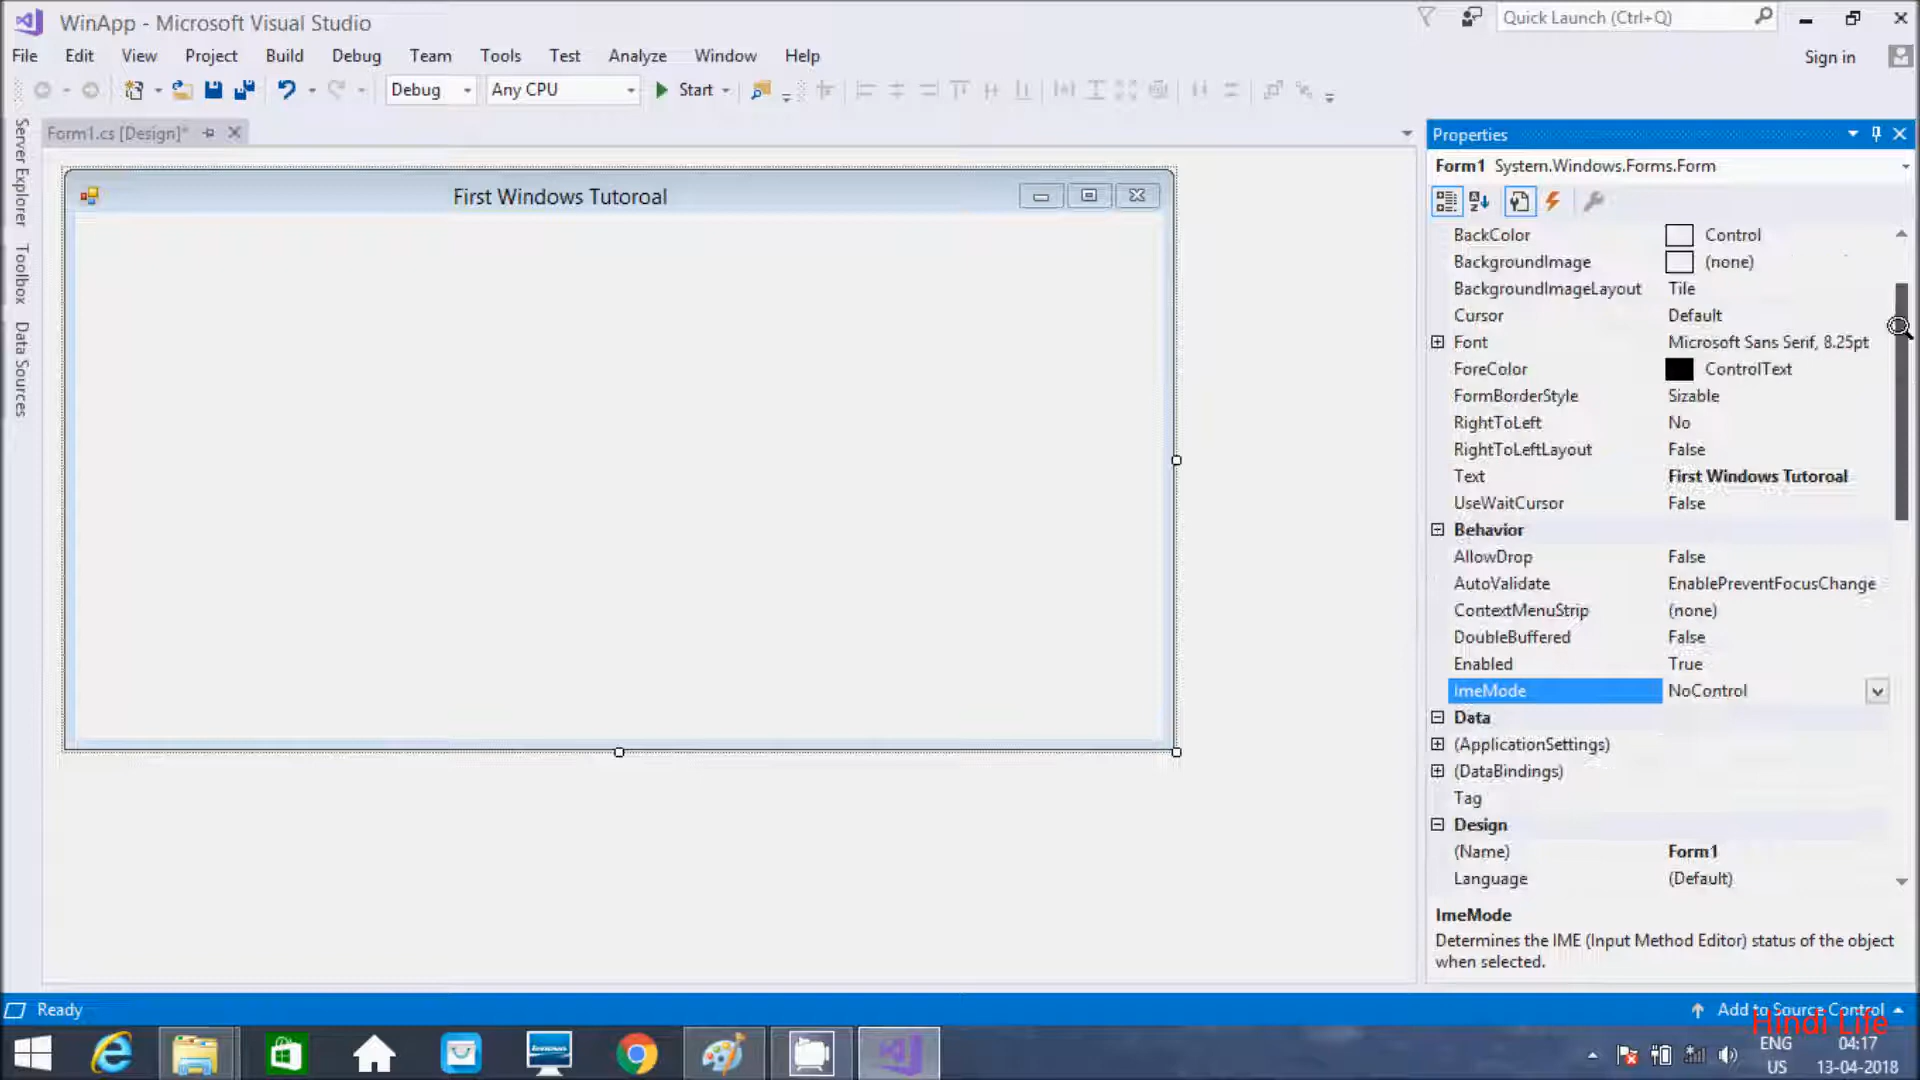 WinApp - Microsoft Visual Studio
Quick Launch (Ctrl+Q)
File Edit View Project Build Debug Team Tools Test Analyze Window Help
Sign in
Debug Any CPU Start
Server Explorer
Toolbox
Data Sources
Form1.cs [Design]*
First Windows Tutoroal
Properties
Form1 System.Windows.Forms.Form
BackColor Control
BackgroundImage (none)
BackgroundImageLayout Tile
Cursor Default
Font Microsoft Sans Serif, 8.25pt
ForeColor ControlText
FormBorderStyle Sizable
RightToLeft No
RightToLeftLayout False
Text First Windows Tutoroal
UseWaitCursor False
Behavior
AllowDrop False
AutoValidate EnablePreventFocusChange
ContextMenuStrip (none)
DoubleBuffered False
Enabled True
ImeMode NoControl
Data
(ApplicationSettings)
(DataBindings)
Tag
Design
(Name) Form1
Language (Default)
ImeMode
Determines the IME (Input Method Editor) status of the object
when selected.
Ready
Add to Source Control
Hindi Life
ENG 04:17
US 13-04-2018